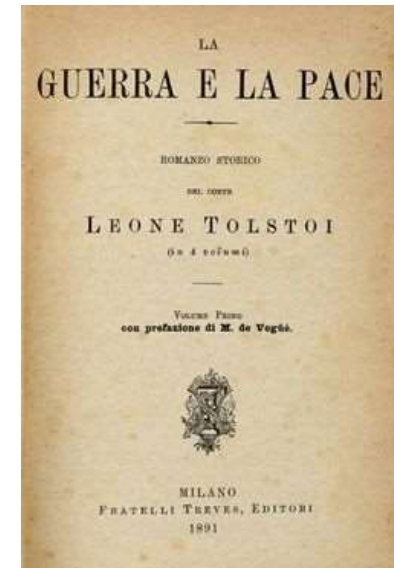 LA
GUERRA E LA PACE
ROMANZO STORICO
DEL CONTE
LEONE TOLSTOI
(in 4 volumi)
VOLUME PRIMO
con prefazione di M. de Vogüé.
MILANO
FRATELLI TREVES, EDITORI
1891